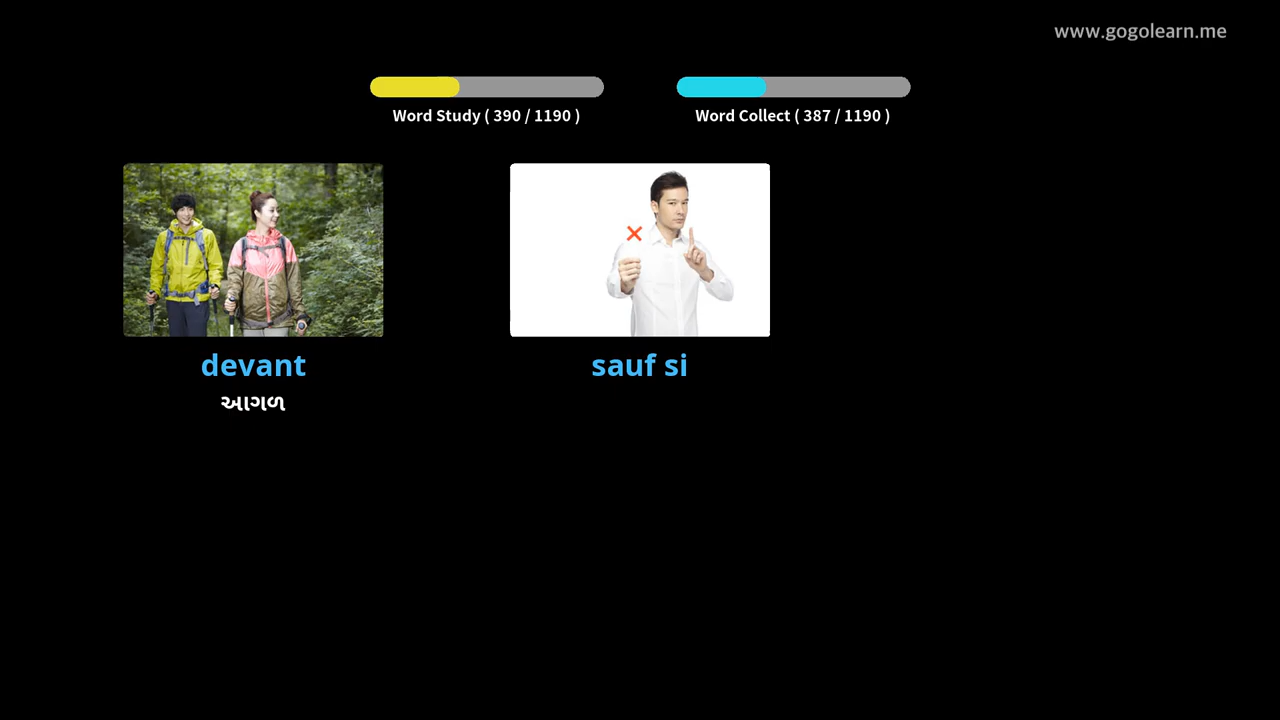 www.gogolearn.me
Word Study ( 390 / 1190 )
Word Collect ( 387 / 1190 )
devant
sauf si
આગળ